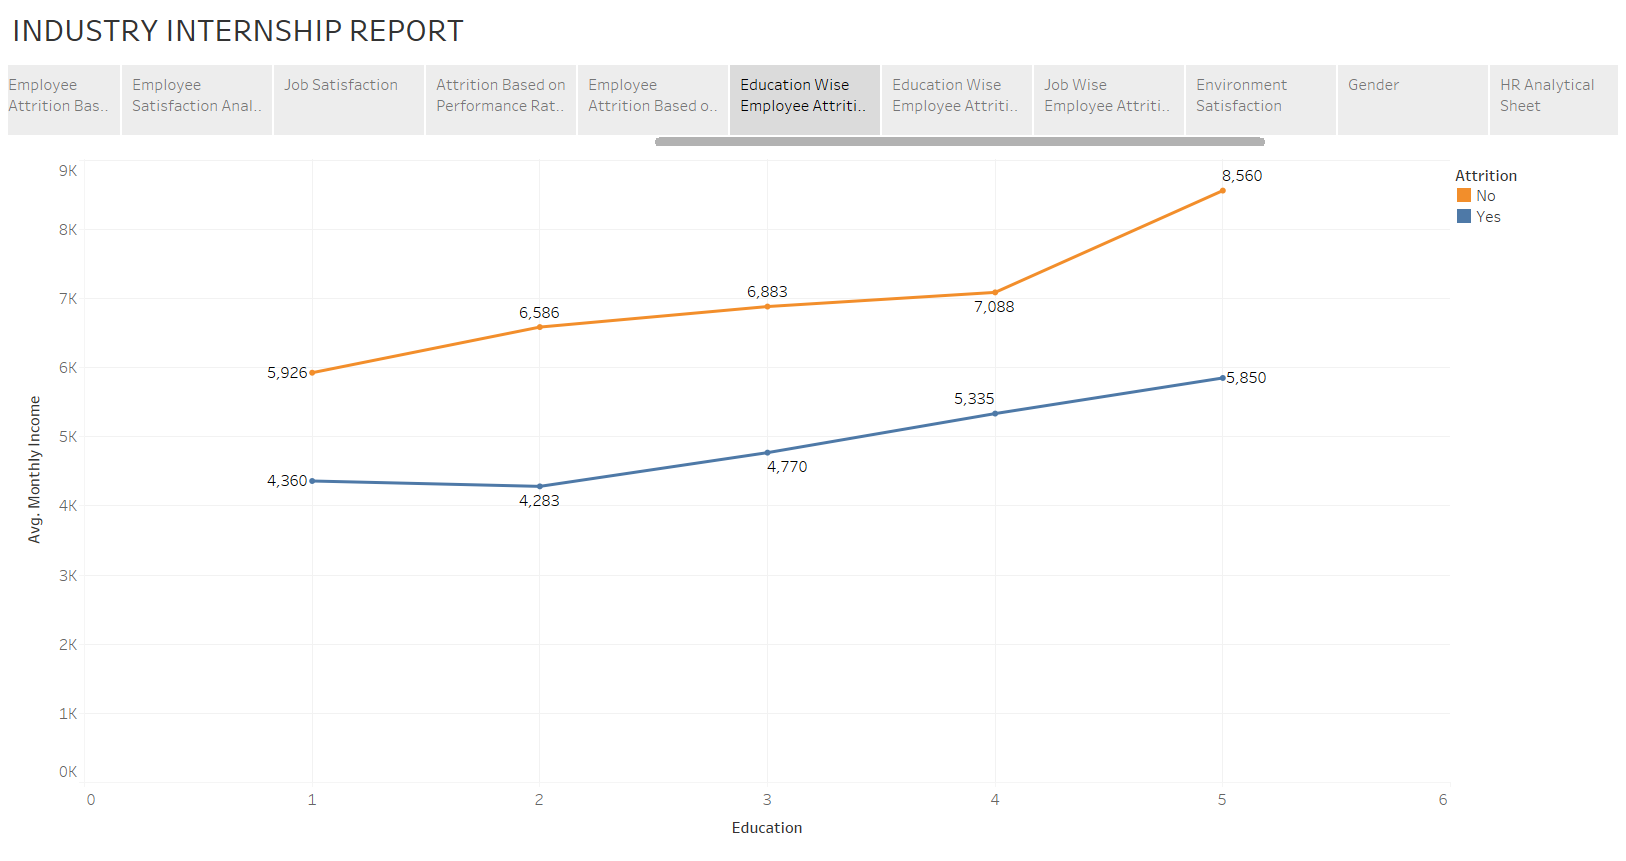 INDUSTRY INTERNSHIP REPORT
Employee
Attrition Bas..
Employee
Satisfaction Anal..
Job Satisfaction
Attrition Based on
Performance Rat..
Employee
Attrition Based o..
Education Wise
Employee Attriti..
Education Wise
Employee Attriti..
Job Wise
Employee Attriti..
Environment
Satisfaction
Gender
HR Analytical
Sheet
Attrition
No
Yes
9K
8K
7K
6K
5K
4K
3K
2K
1K
0K
Avg. Monthly Income
5,926
6,586
6,883
7,088
8,560
4,360
4,283
4,770
5,335
5,850
0
1
2
3
4
5
6
Education